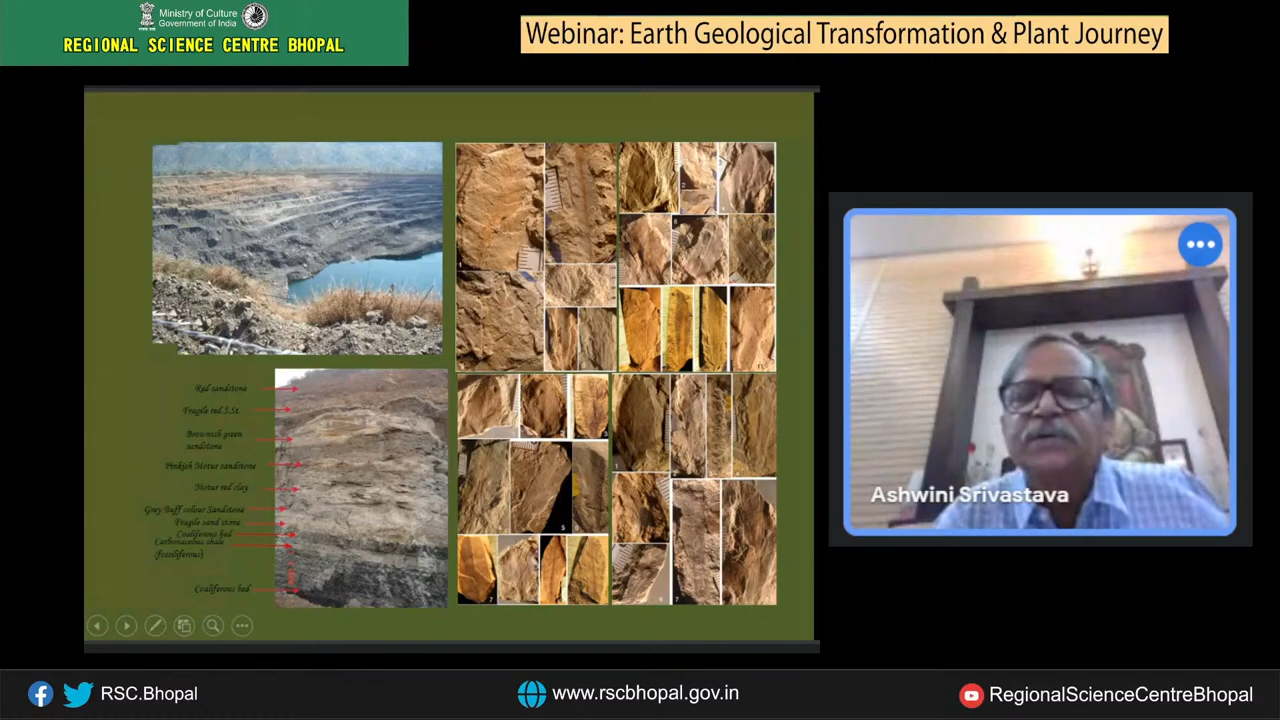 Ministry of Culture
Government of India
REGIONAL SCIENCE CENTRE BHOPAL
Webinar: Earth Geological Transformation & Plant Journey
Red sandstone
Fragile red S.St.
Brownish green
sandstone
Pinkish Motur sandstone
Motur red clay
Grey Buff colour Sandstone
Fragile sand stone
Coaliferous bed
Carbonaceous shale
(fossiliferous)
Coaliferous bed
Ashwini Srivastava
RSC.Bhopal
www.rscbhopal.gov.in
RegionalScienceCentreBhopal